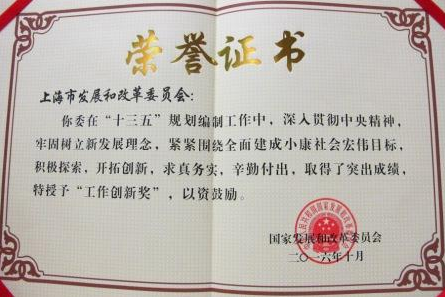 荣誉证书
上海市发展和改革委员会：
你委在“十三五”规划编制工作中，深入贯彻中央精神，
牢固树立新发展理念，紧紧围绕全面建成小康社会宏伟目标，
积极探索，开拓创新，求真务实，辛勤付出，取得了突出成绩，
特授予“工作创新奖”，以资鼓励。
国家发展和改革委员会
二〇一六年十月